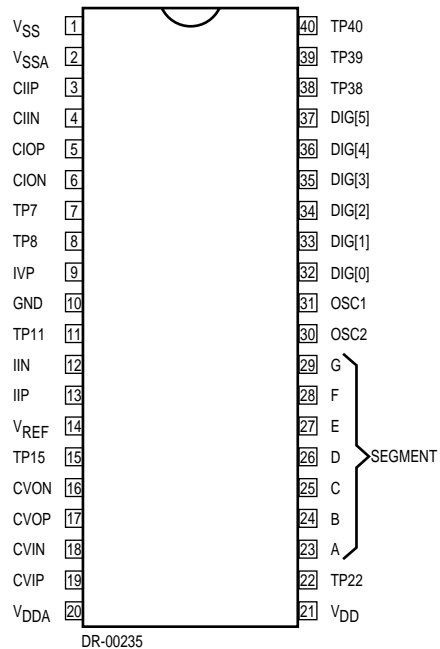 VSS 1 40 TP40
VSSA 2 39 TP39
CIIP 3 38 TP38
CIIN 4 37 DIG[5]
CIOP 5 36 DIG[4]
CION 6 35 DIG[3]
TP7 7 34 DIG[2]
TP8 8 33 DIG[1]
IVP 9 32 DIG[0]
GND 10 31 OSC1
TP11 11 30 OSC2
IIN 12 29 G
IIP 13 28 F
VREF 14 27 E
TP15 15 26 D SEGMENT
CVON 16 25 C
CVOP 17 24 B
CVIN 18 23 A
CVIP 19 22 TP22
VDDA 20 21 VDD
DR-00235